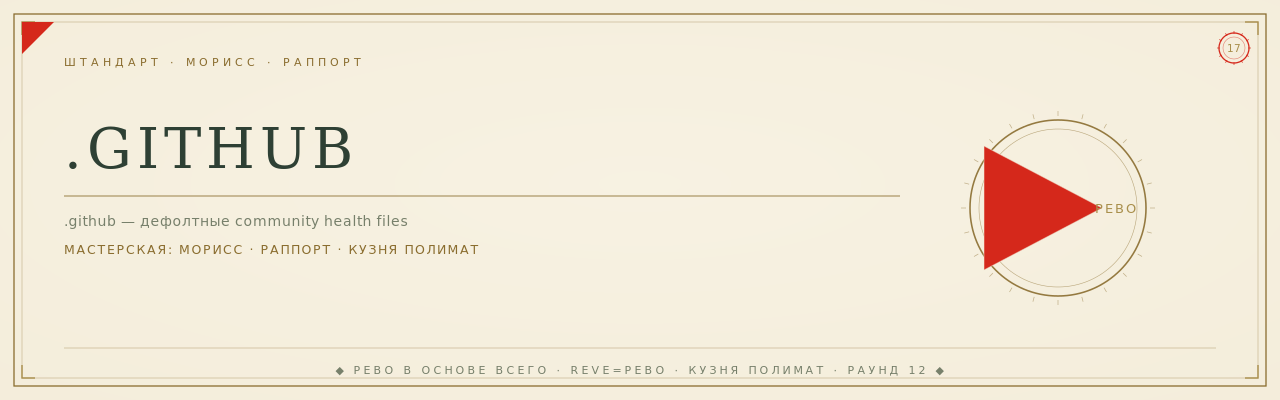 ШТАНДАРТ · МОРИСС · РАППОРТ
17
.GITHUB
РЕВО
.github — дефолтные community health files
МАСТЕРСКАЯ: МОРИСС · РАППОРТ · КУЗНЯ ПОЛИМАТ
◆ РЕВО В ОСНОВЕ ВСЕГО · REVE=РЕВО · КУЗНЯ ПОЛИМАТ · РАУНД 12 ◆